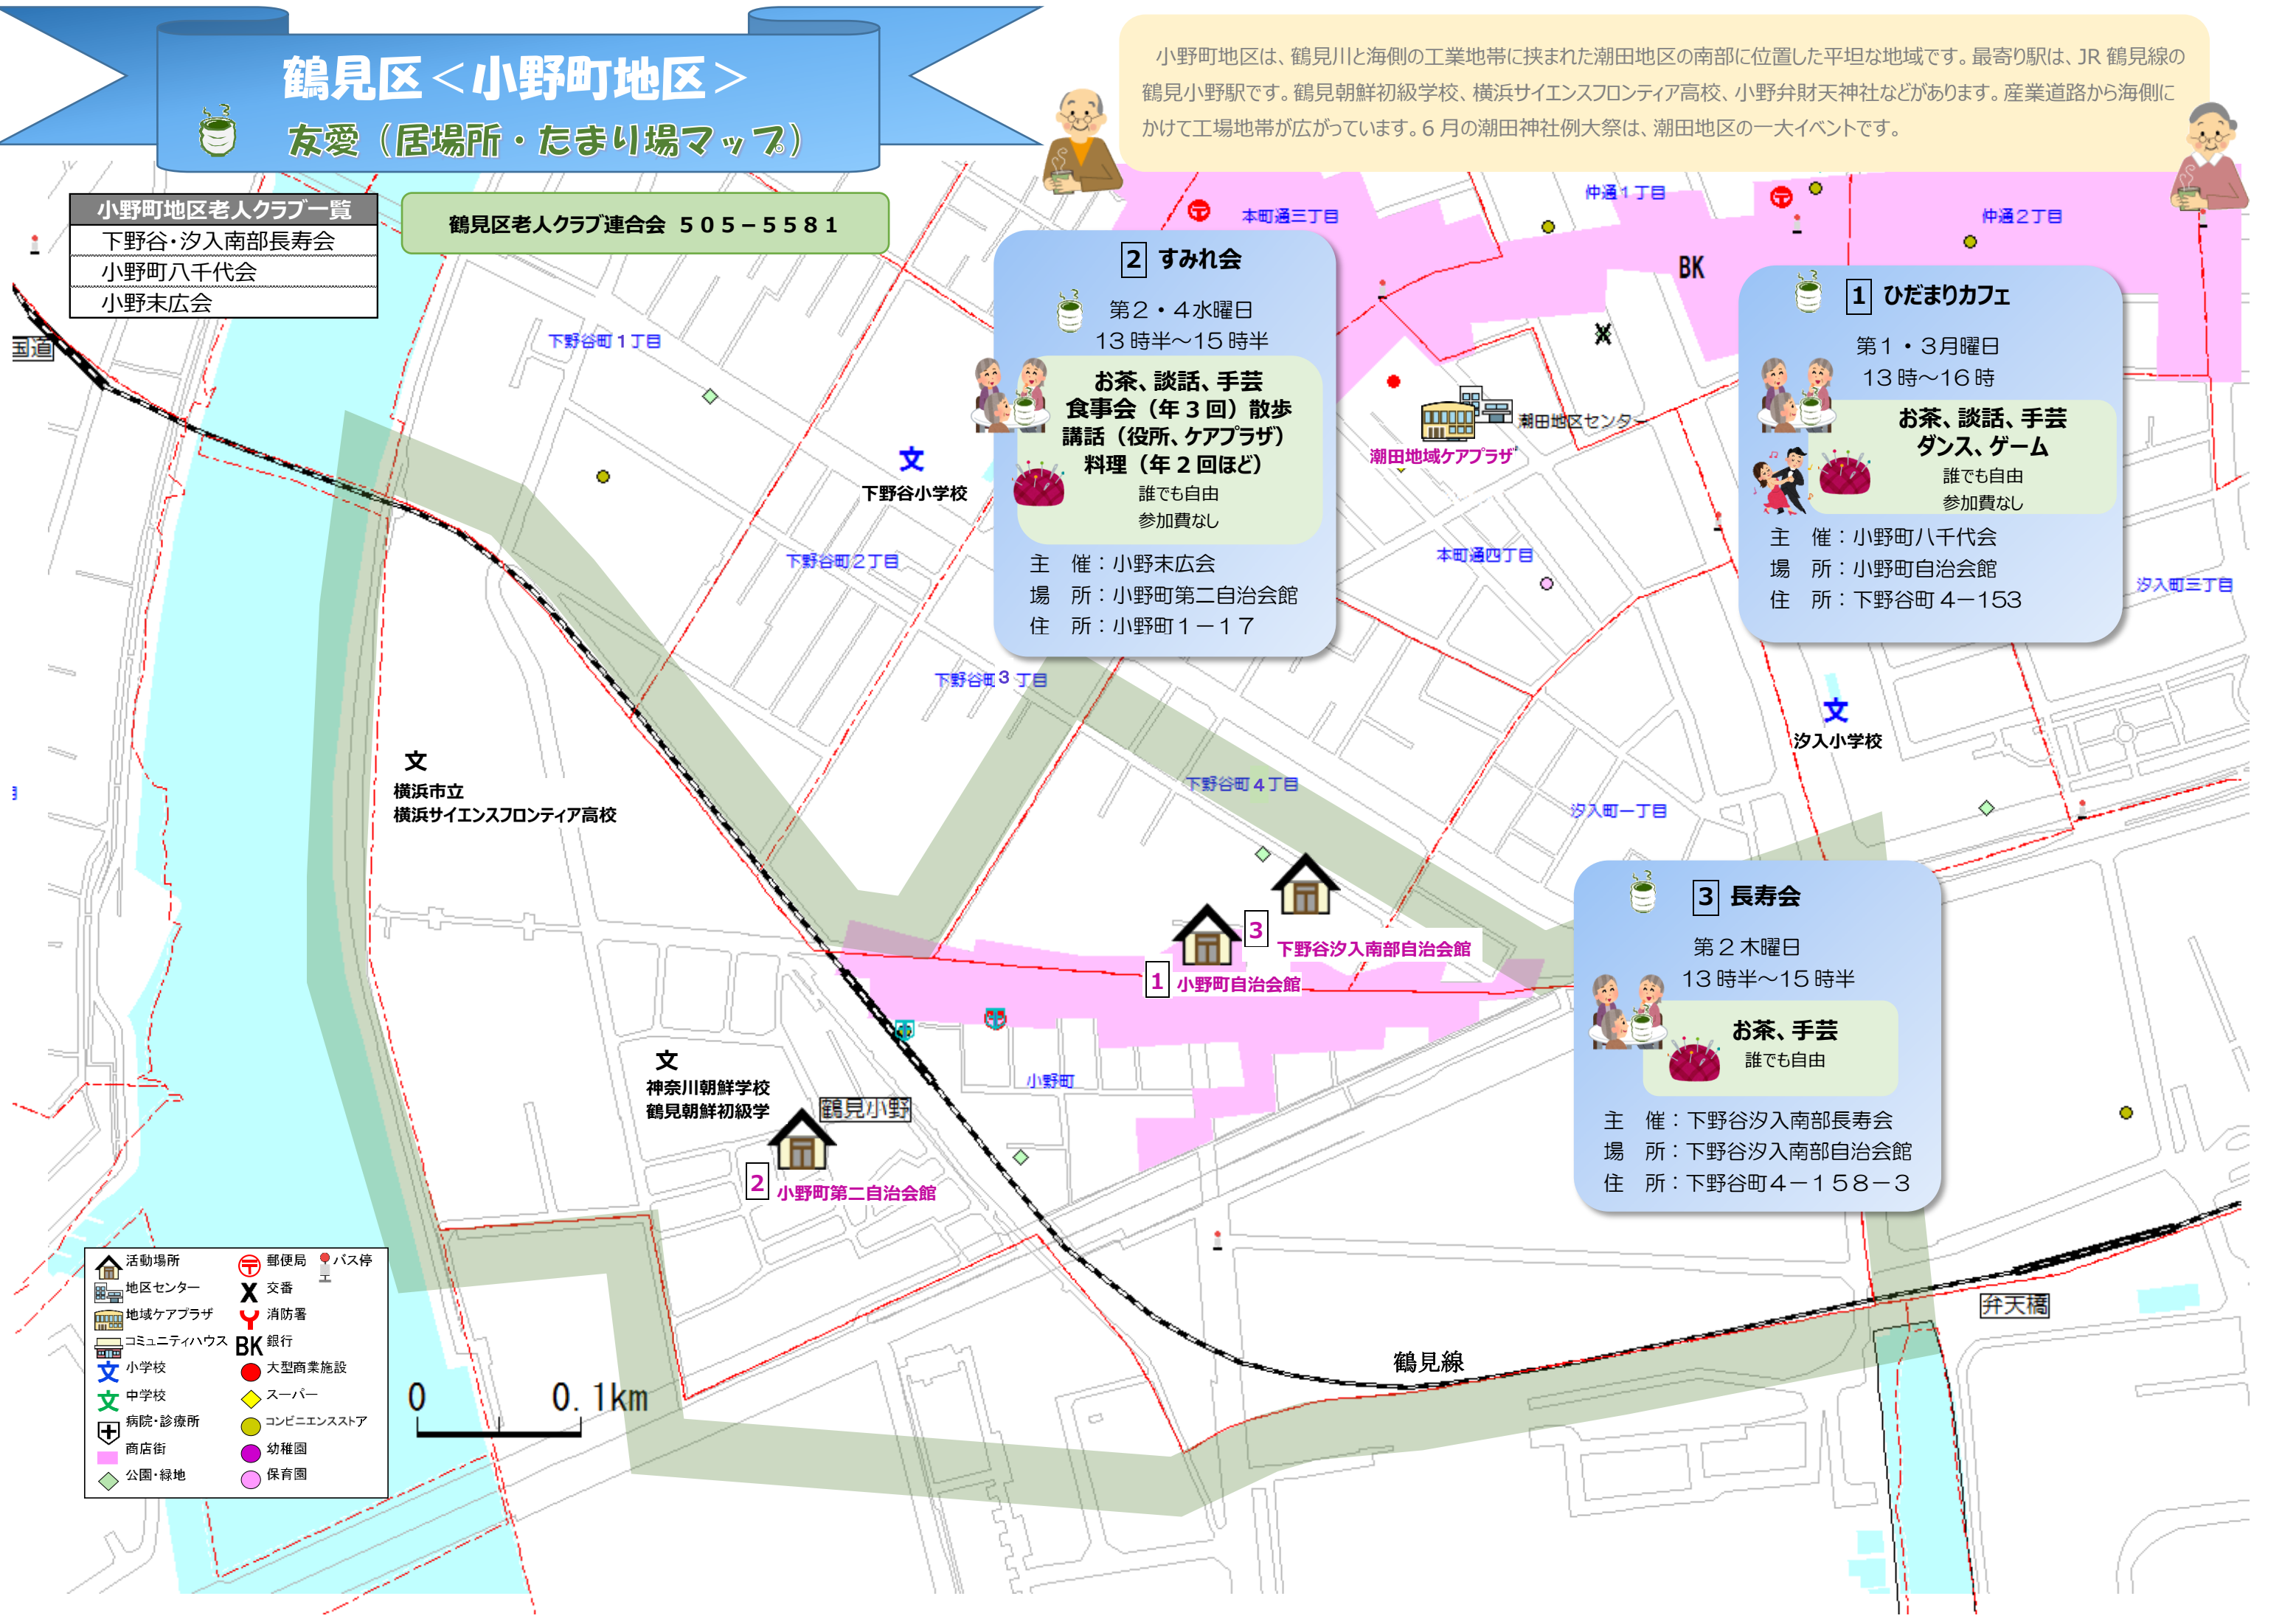 鶴見区＜小野町地区＞
友愛（居場所・たまり場マップ）
小野町地区は、鶴見川と海側の工業地帯に挟まれた潮田地区の南部に位置した平坦な地域です。最寄り駅は、JR 鶴見線の
鶴見小野駅です。鶴見朝鮮初級学校、横浜サイエンスフロンティア高校、小野弁財天神社などがあります。産業道路から海側に
かけて工場地帯が広がっています。6 月の潮田神社例大祭は、潮田地区の一大イベントです。
小野町地区老人クラブ一覧
下野谷・汐入南部長寿会
小野町八千代会
小野末広会
鶴見区老人クラブ連合会 ５０５－５５８１
2 すみれ会
第２・４水曜日
13 時半～15 時半
お茶、談話、手芸
食事会（年 3 回）散歩
講話（役所、ケアプラザ）
料理（年 2 回ほど）
誰でも自由
参加費なし
主　催：小野末広会
場　所：小野町第二自治会館
住　所：小野町１－１７
1 ひだまりカフェ
第１・３月曜日
13 時～16 時
お茶、談話、手芸
ダンス、ゲーム
誰でも自由
参加費なし
主　催：小野町八千代会
場　所：小野町自治会館
住　所：下野谷町 4－153
3 長寿会
第 2 木曜日
13 時半～15 時半
お茶、手芸
誰でも自由
主　催：下野谷汐入南部長寿会
場　所：下野谷汐入南部自治会館
住　所：下野谷町４－１５８－３
本町通三丁目
仲通１丁目
仲通２丁目
BK
国道
下野谷町１丁目
文
下野谷小学校
潮田地区センター
潮田地域ケアプラザ
下野谷町２丁目
本町通四丁目
汐入町三丁目
下野谷町３丁目
文
汐入小学校
文
横浜市立
横浜サイエンスフロンティア高校
下野谷町４丁目
汐入町一丁目
3
下野谷汐入南部自治会館
1
小野町自治会館
文
神奈川朝鮮学校
鶴見朝鮮初級学
小野町
鶴見小野
2
小野町第二自治会館
弁天橋
鶴見線
活動場所
地区センター
地域ケアプラザ
コミュニティハウス
文 小学校
文 中学校
病院・診療所
商店街
公園・緑地
郵便局
バス停
X 交番
消防署
BK 銀行
大型商業施設
スーパー
コンビニエンスストア
幼稚園
保育園
0 0.1km